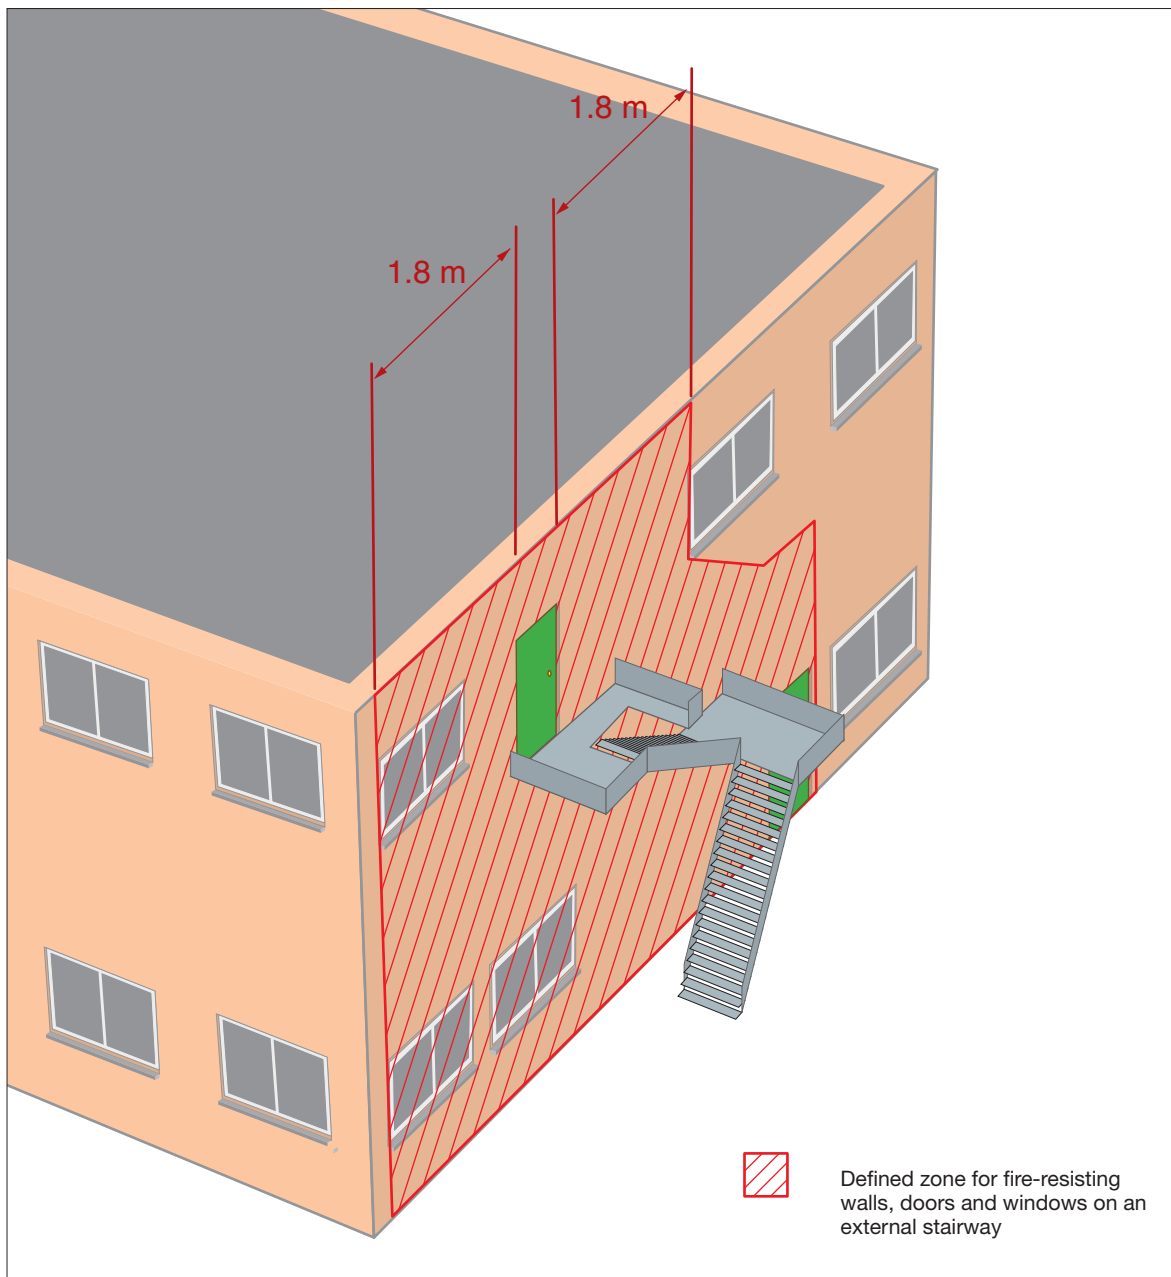 1.8 m
1.8 m
Defined zone for fire-resisting
walls, doors and windows on an
external stairway